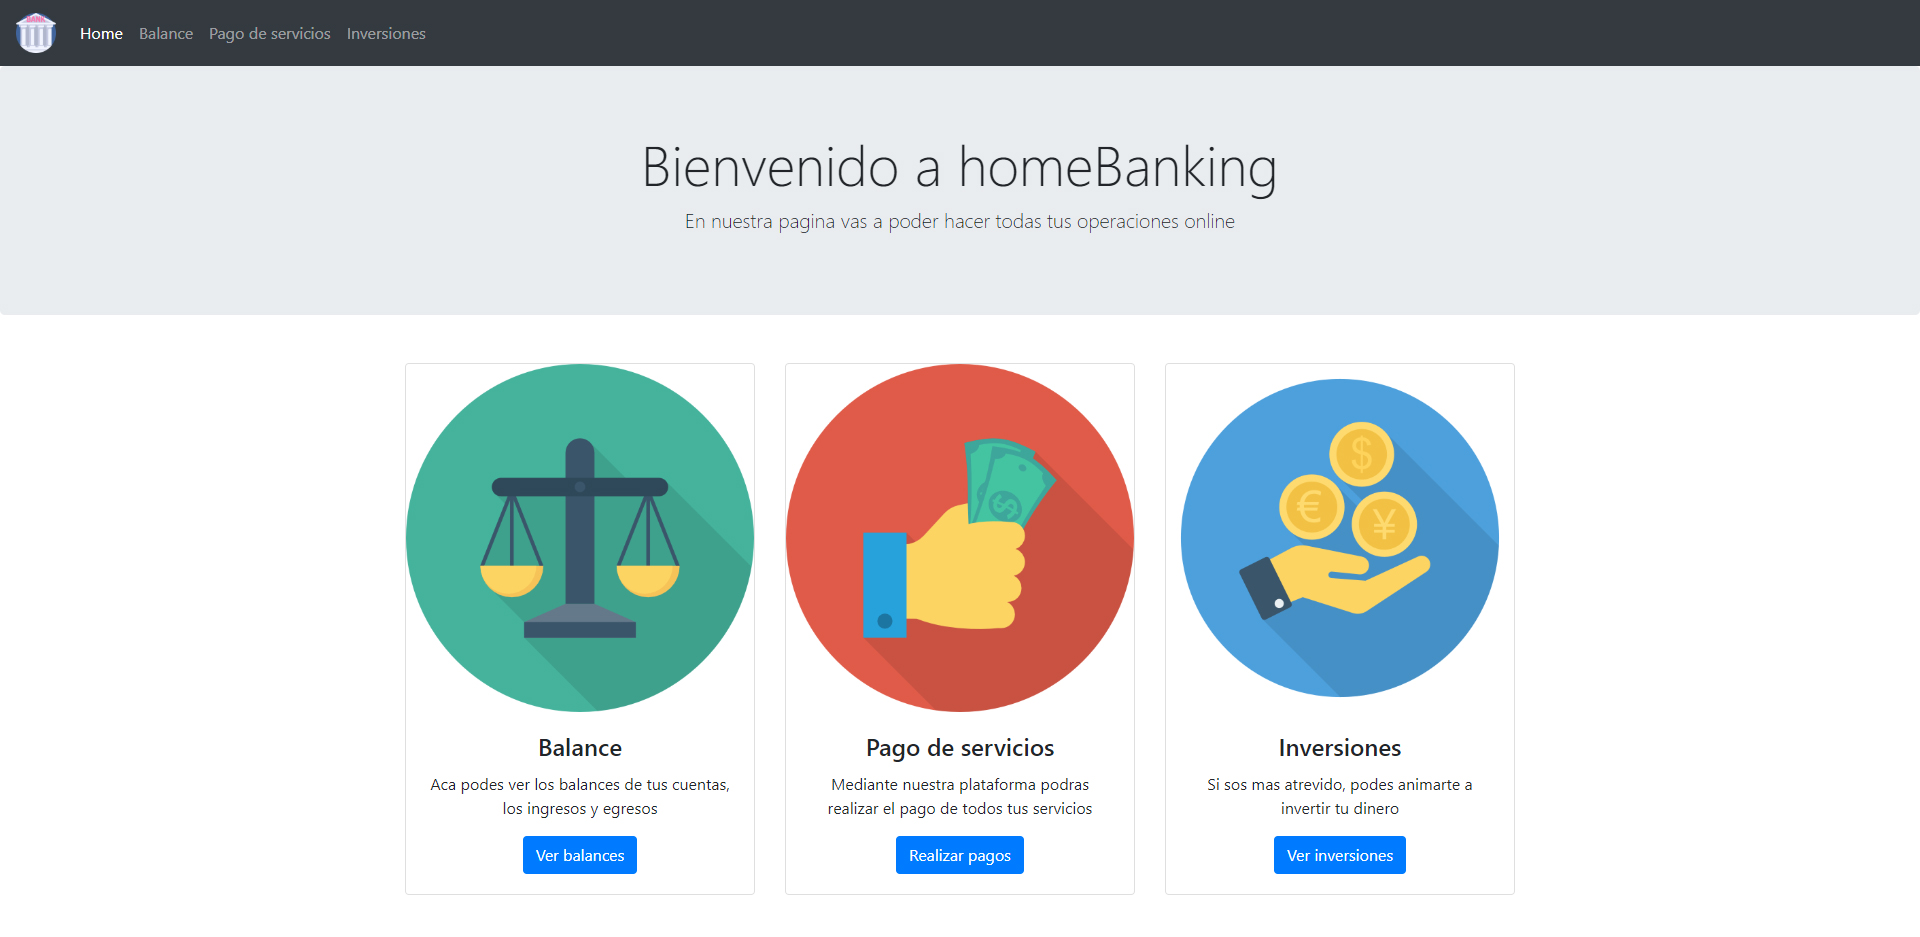 BANK
Home Balance Pago de servicios Inversiones
Bienvenido a homeBanking
En nuestra pagina vas a poder hacer todas tus operaciones online
$
€
¥
$
Balance
Aca podes ver los balances de tus cuentas,
los ingresos y egresos
Ver balances
Pago de servicios
Mediante nuestra plataforma podras
realizar el pago de todos tus servicios
Realizar pagos
Inversiones
Si sos mas atrevido, podes animarte a
invertir tu dinero
Ver inversiones